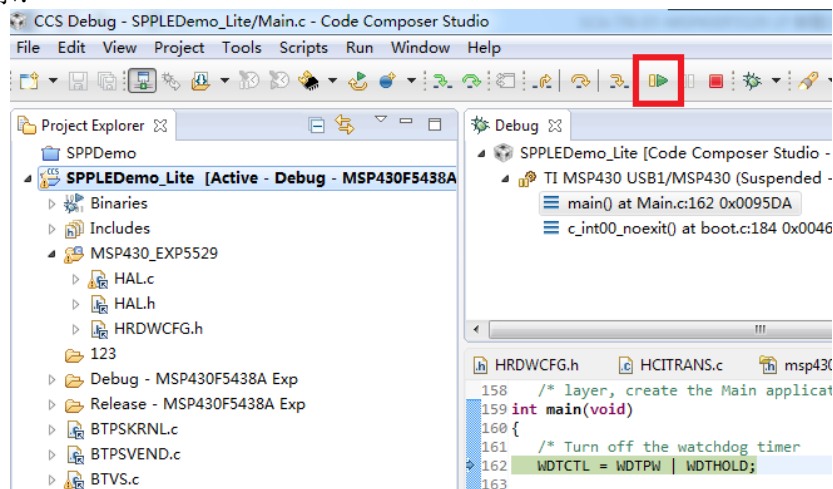 CCS Debug - SPPLEDemo_Lite/Main.c - Code Composer Studio
File Edit View Project Tools Scripts Run Window Help
Project Explorer
Debug
SPPDemo
SPPLEDemo_Lite [Active - Debug - MSP430F5438A
Binaries
Includes
MSP430_EXP5529
HAL.c
HAL.h
HRDWCFG.h
123
Debug - MSP430F5438A Exp
Release - MSP430F5438A Exp
BTPSKRNL.c
BTPSVEND.c
BTVS.c
SPPLEDemo_Lite [Code Composer Studio -
TI MSP430 USB1/MSP430 (Suspended -
main() at Main.c:162 0x0095DA
c_int00_noexit() at boot.c:184 0x0046
HRDWCFG.h HCITRANS.c msp430
158 /* layer, create the Main applicat
159 int main(void)
160 {
161 /* Turn off the watchdog timer
162 WDTCTL = WDTPW | WDTHOLD;
163